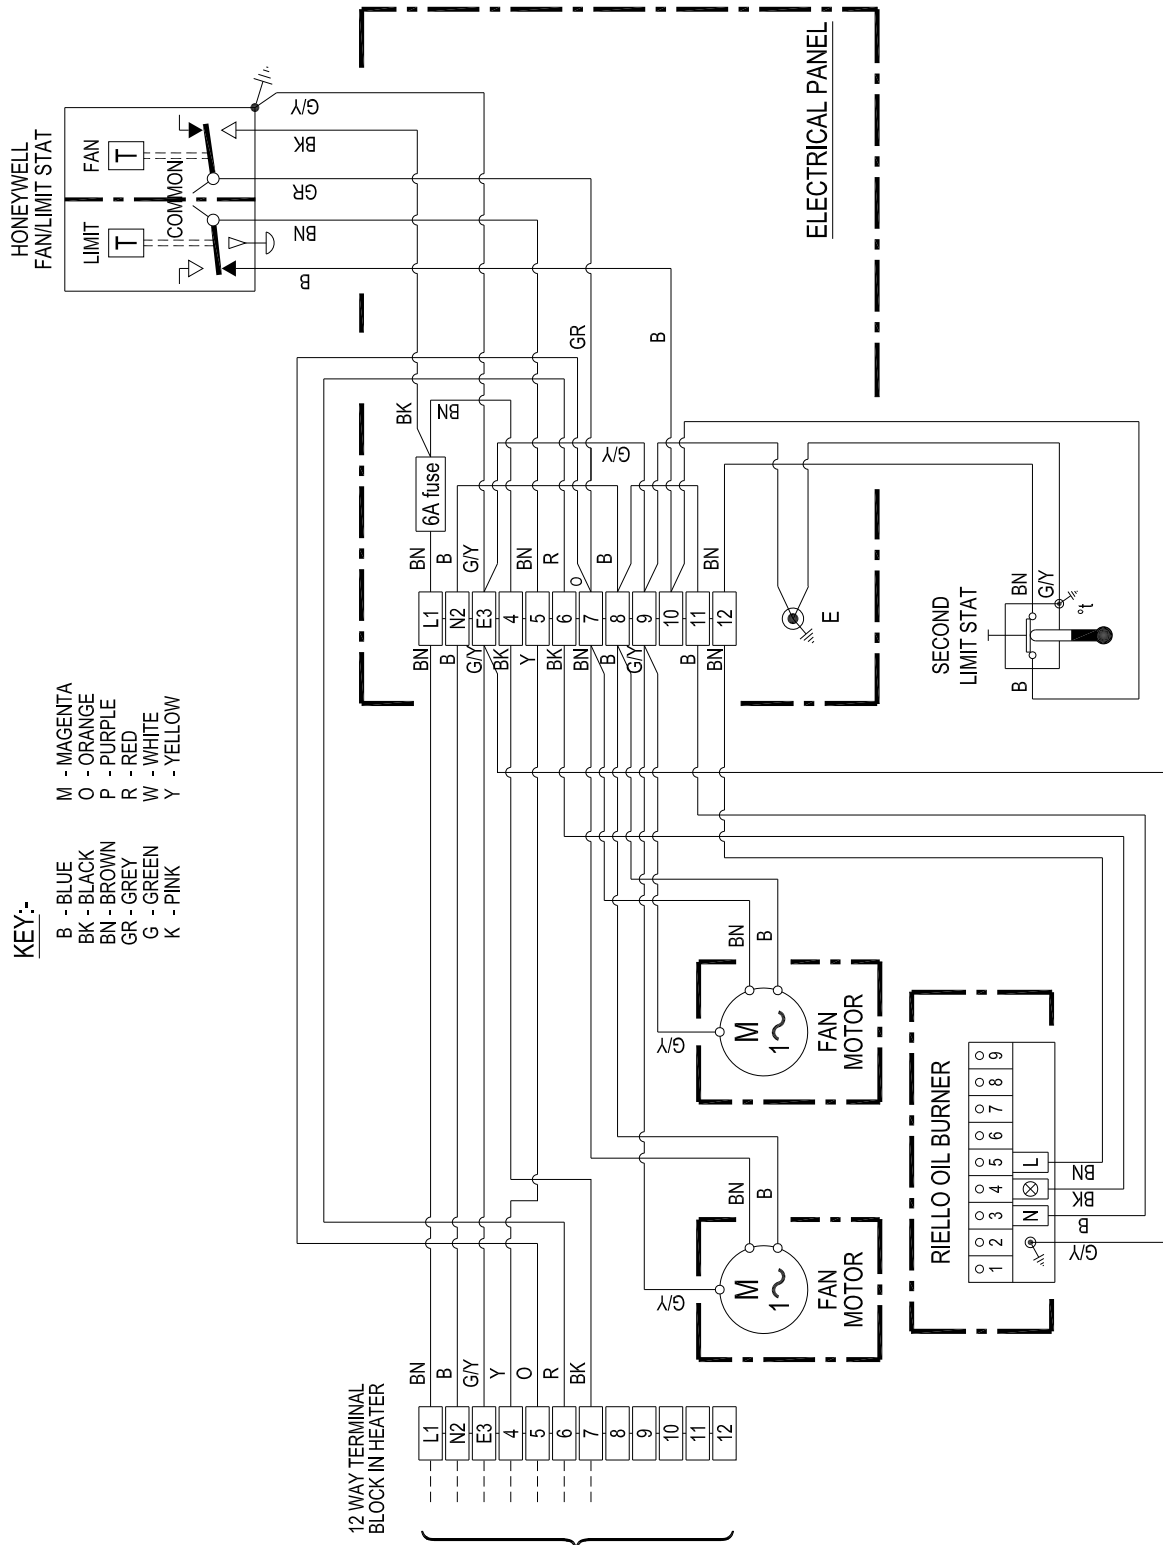 KEY:-
B - BLUE
BK - BLACK
BN - BROWN
GR - GREY
G - GREEN
K - PINK
M - MAGENTA
O - ORANGE
P - PURPLE
R - RED
W - WHITE
Y - YELLOW
HONEYWELL
FAN/LIMIT STAT
LIMIT
FAN
T
T
COMMON
B
BN
GR
BK
G/Y
ELECTRICAL PANEL
GR
B
BK
BN
G/Y
6A fuse
BN
B
G/Y
BN
R
O
B
BN
L1
N2
E3
4
5
6
7
8
9
10
11
12
BN
B
G/Y
BK
Y
BK
BN
B
G/Y
B
BN
E
SECOND
LIMIT STAT
B
BN
G/Y
°t
12 WAY TERMINAL
BLOCK IN HEATER
L1
N2
E3
4
5
6
7
8
9
10
11
12
BN
B
G/Y
Y
O
R
BK
G/Y
BN
B
M
1~
FAN
MOTOR
G/Y
BN
B
M
1~
FAN
MOTOR
RIELLO OIL BURNER
1
2
3
4
5
6
7
8
9
N
L
G/Y
B
BK
BN